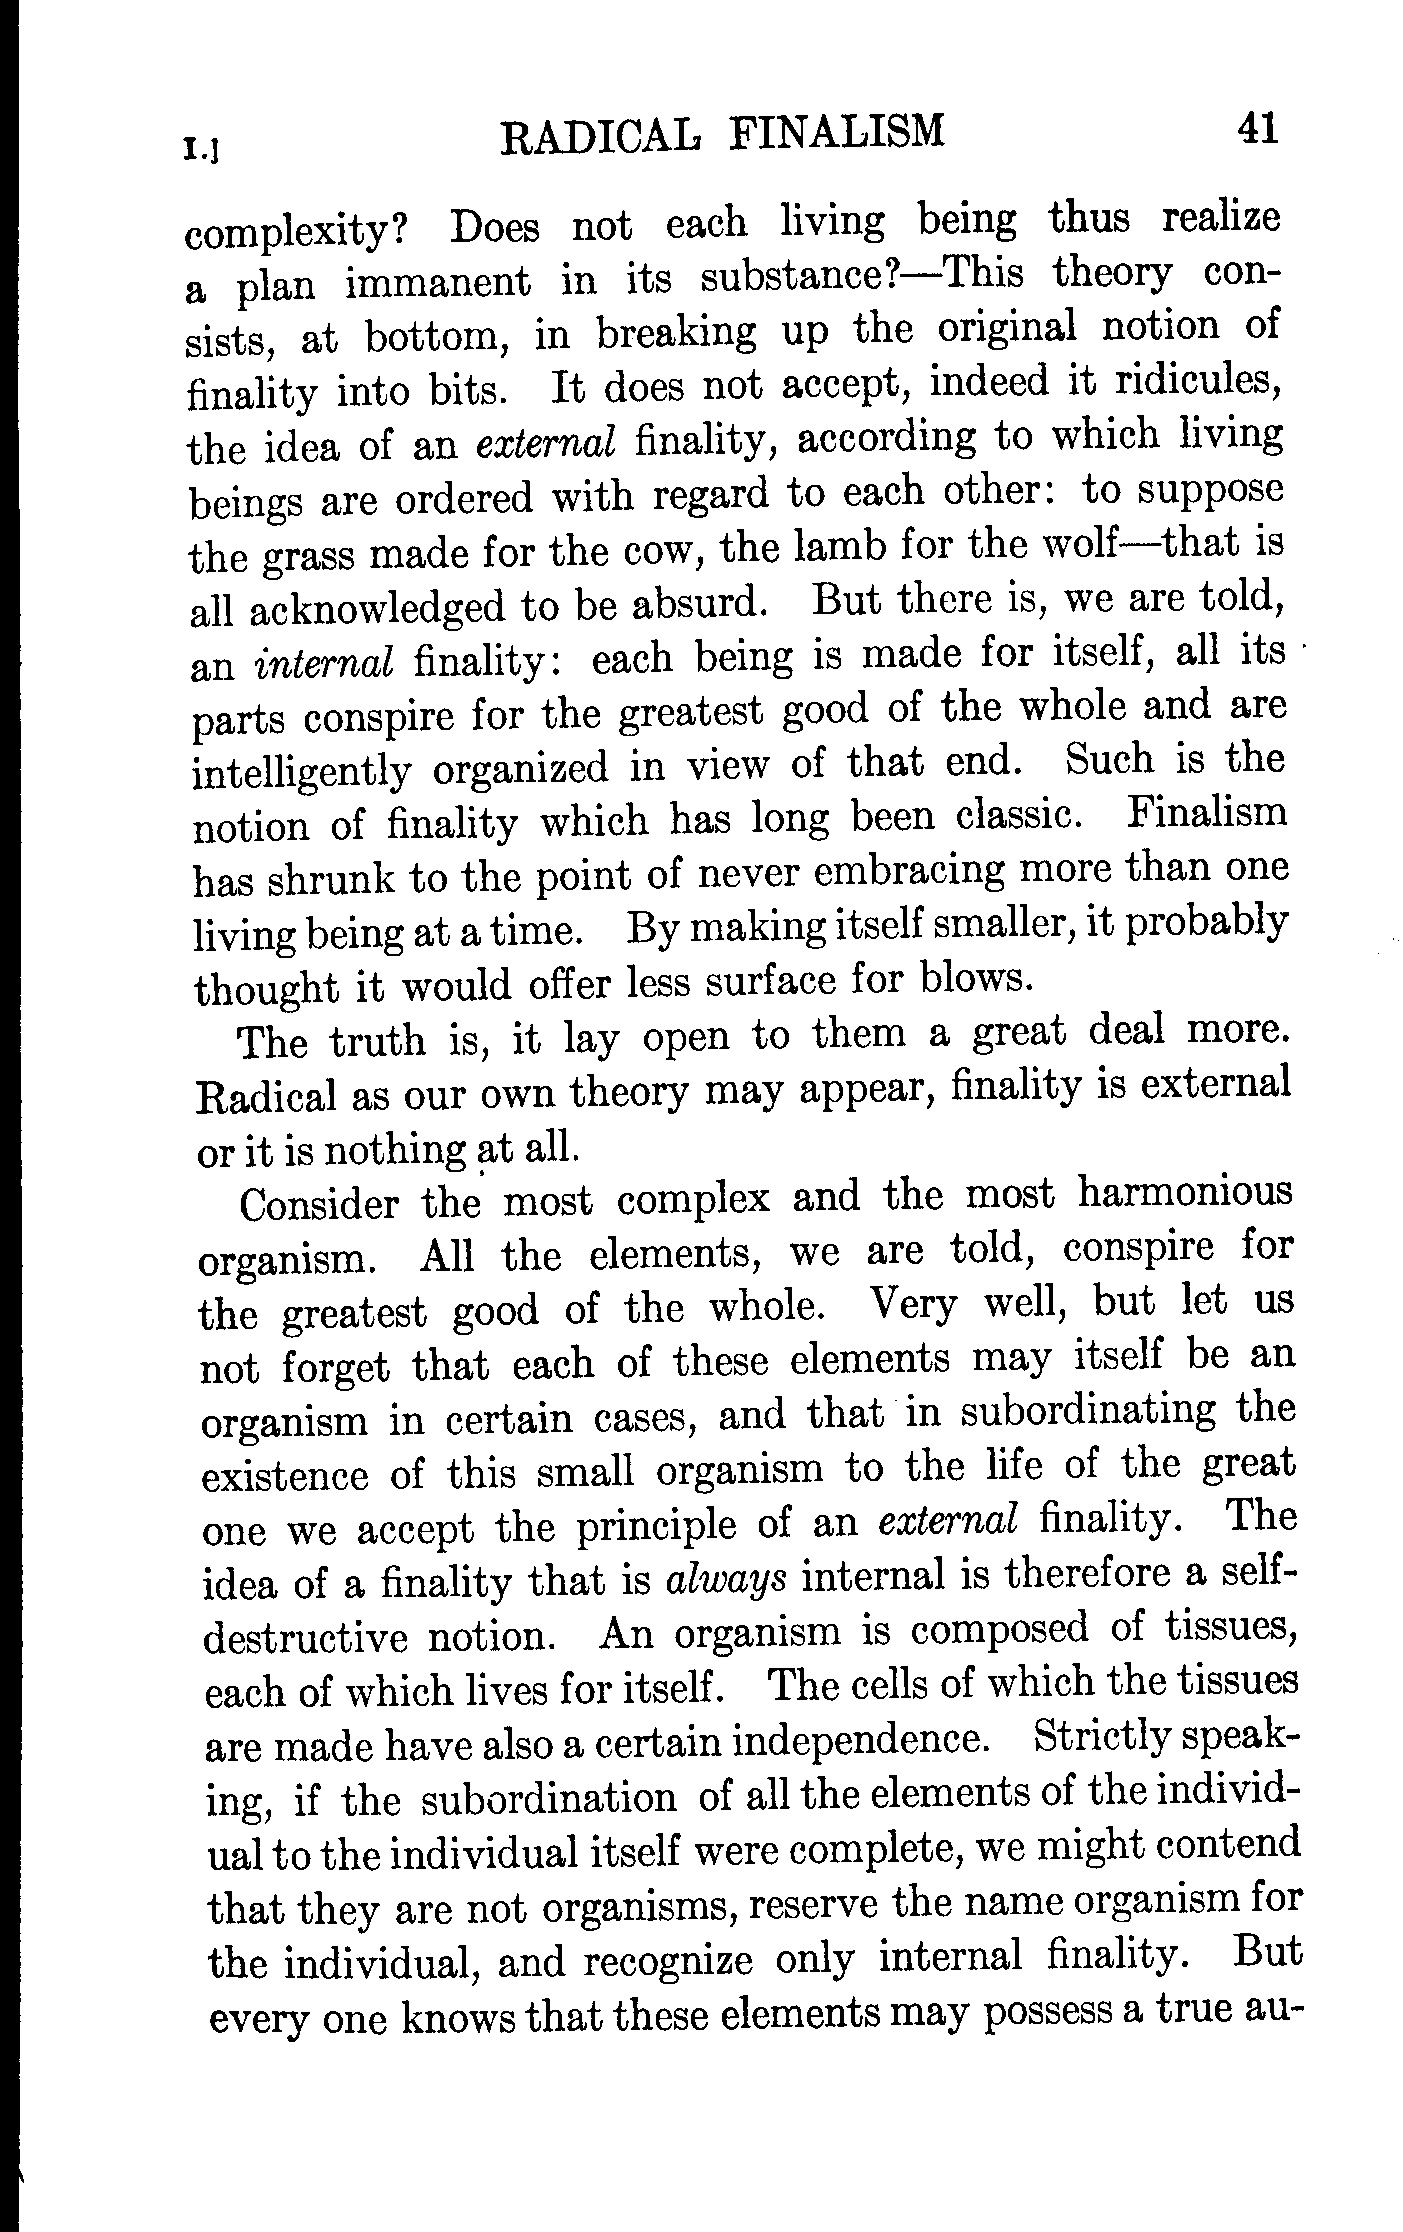 I.]
RADICAL FINALISM
41
complexity? Does not each living being thus realize
a plan immanent in its substance?—This theory con-
sists, at bottom, in breaking up the original notion of
finality into bits. It does not accept, indeed it ridicules,
the idea of an external finality, according to which living
beings are ordered with regard to each other: to suppose
the grass made for the cow, the lamb for the wolf—that is
all acknowledged to be absurd. But there is, we are told,
an internal finality: each being is made for itself, all its
parts conspire for the greatest good of the whole and are
intelligently organized in view of that end. Such is the
notion of finality which has long been classic. Finalism
has shrunk to the point of never embracing more than one
living being at a time. By making itself smaller, it probably
thought it would offer less surface for blows.
The truth is, it lay open to them a great deal more.
Radical as our own theory may appear, finality is external
or it is nothing at all.
Consider the most complex and the most harmonious
organism. All the elements, we are told, conspire for
the greatest good of the whole. Very well, but let us
not forget that each of these elements may itself be an
organism in certain cases, and that in subordinating the
existence of this small organism to the life of the great
one we accept the principle of an external finality. The
idea of a finality that is always internal is therefore a self-
destructive notion. An organism is composed of tissues,
each of which lives for itself. The cells of which the tissues
are made have also a certain independence. Strictly speak-
ing, if the subordination of all the elements of the individ-
ual to the individual itself were complete, we might contend
that they are not organisms, reserve the name organism for
the individual, and recognize only internal finality. But
every one knows that these elements may possess a true au-